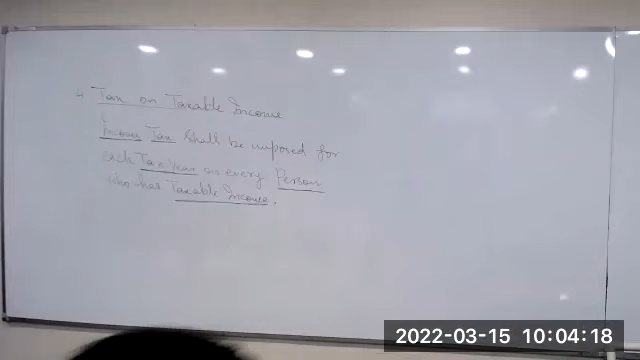 4 Tax on Taxable Income
Income Tax shall be imposed for
each Tax year on every Person
who has Taxable Income.
2022-03-15 10:04:18